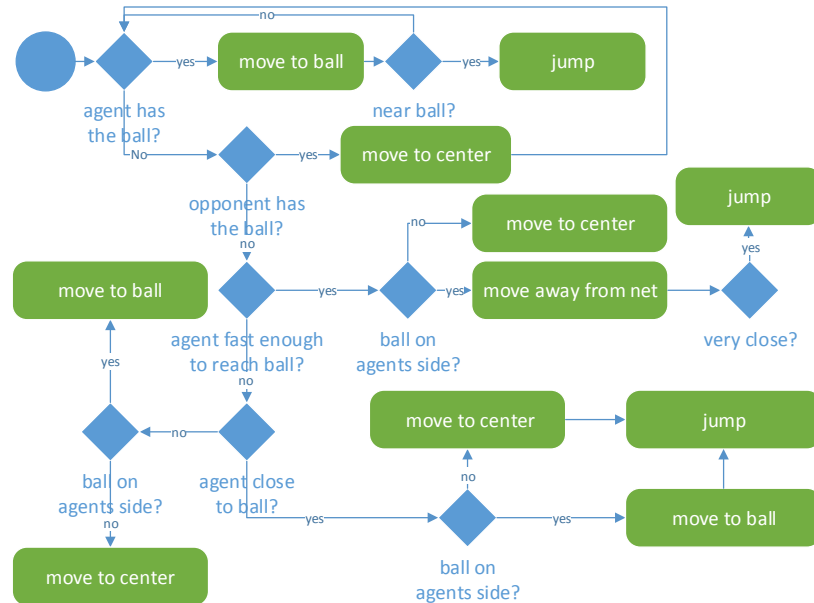 no
yes
move to ball
yes
jump
agent has
the ball?
near ball?
No
yes
move to center
opponent has
the ball?
no
no
move to center
jump
yes
move to ball
yes
yes
move away from net
agent fast enough
to reach ball?
ball on
agents side?
very close?
yes
no
no
move to center
jump
ball on
agents side?
agent close
to ball?
no
no
yes
yes
move to ball
move to center
ball on
agents side?